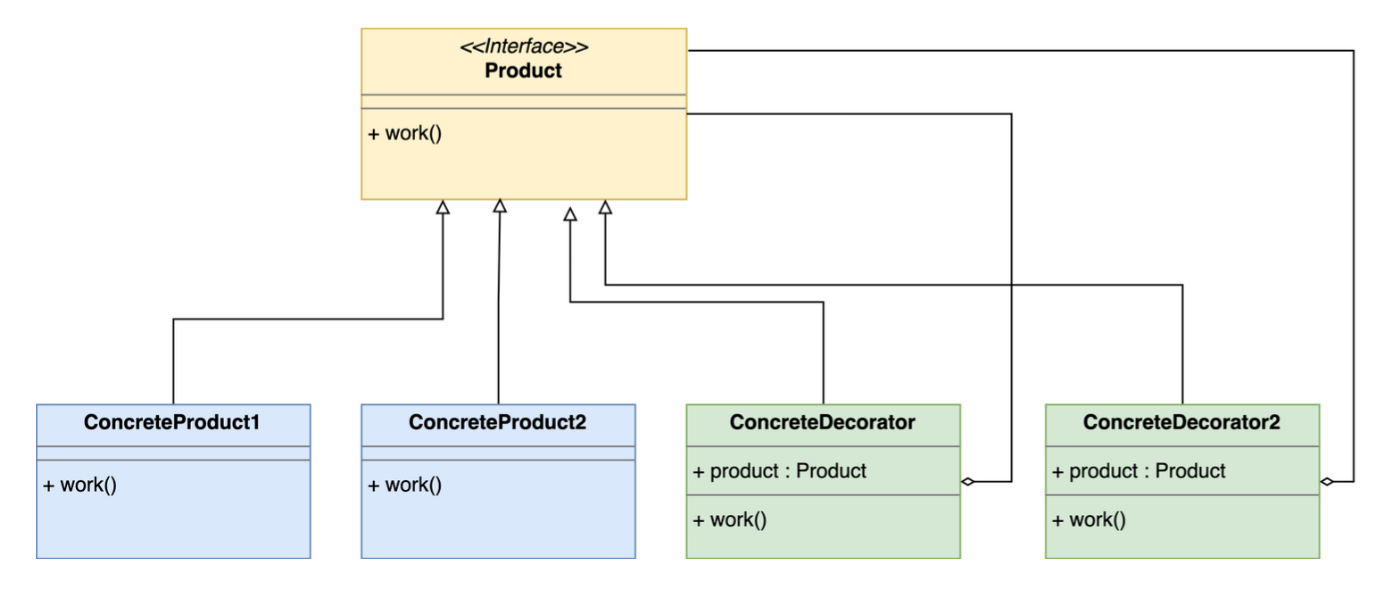 <<Interface>>
Product
+ work()
ConcreteProduct1
+ work()
ConcreteProduct2
+ work()
ConcreteDecorator
+ product : Product
+ work()
ConcreteDecorator2
+ product : Product
+ work()